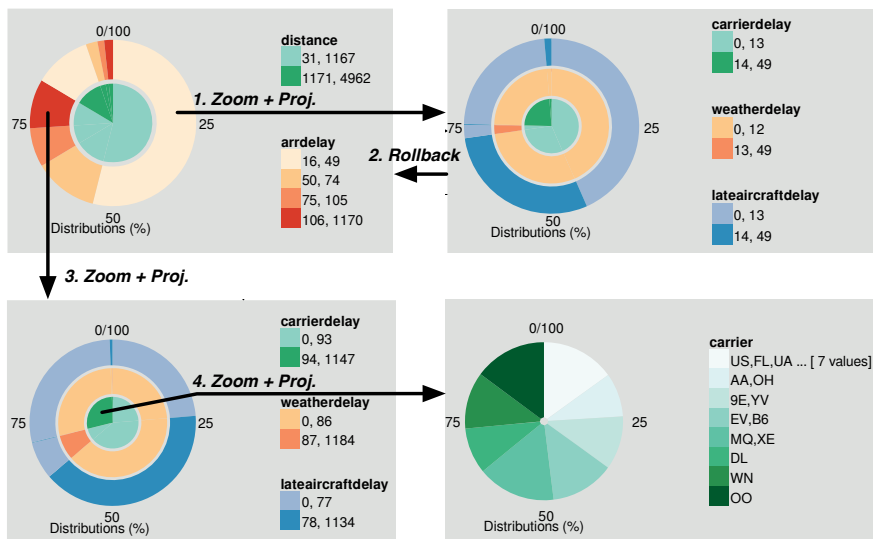 0/100
75
25
50
Distributions (%)
distance
31, 1167
1171, 4962
arrdelay
16, 49
50, 74
75, 105
106, 1170
1. Zoom + Proj.
2. Rollback
0/100
75
25
50
Distributions (%)
carrierdelay
0, 13
14, 49
weatherdelay
0, 12
13, 49
lateaircraftdelay
0, 13
14, 49
3. Zoom + Proj.
0/100
75
25
50
Distributions (%)
carrierdelay
0, 93
94, 1147
4. Zoom + Proj.
weatherdelay
0, 86
87, 1184
lateaircraftdelay
0, 77
78, 1134
0/100
75
25
50
Distributions (%)
carrier
US,FL,UA ... [ 7 values]
AA,OH
9E,YV
EV,B6
MQ,XE
DL
WN
OO